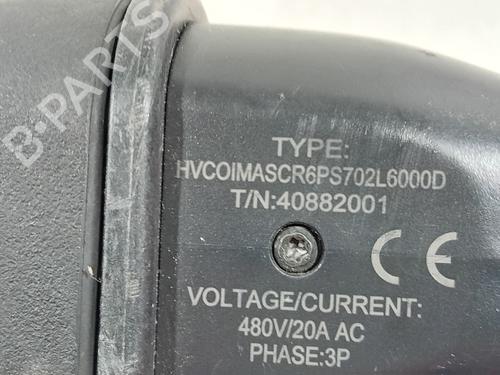 B-PARTS
TYPE:
HVCOIMASCR6PS702L6000D
T/N:40882001
CE
VOLTAGE/CURRENT:
480V/20A AC
PHASE:3P